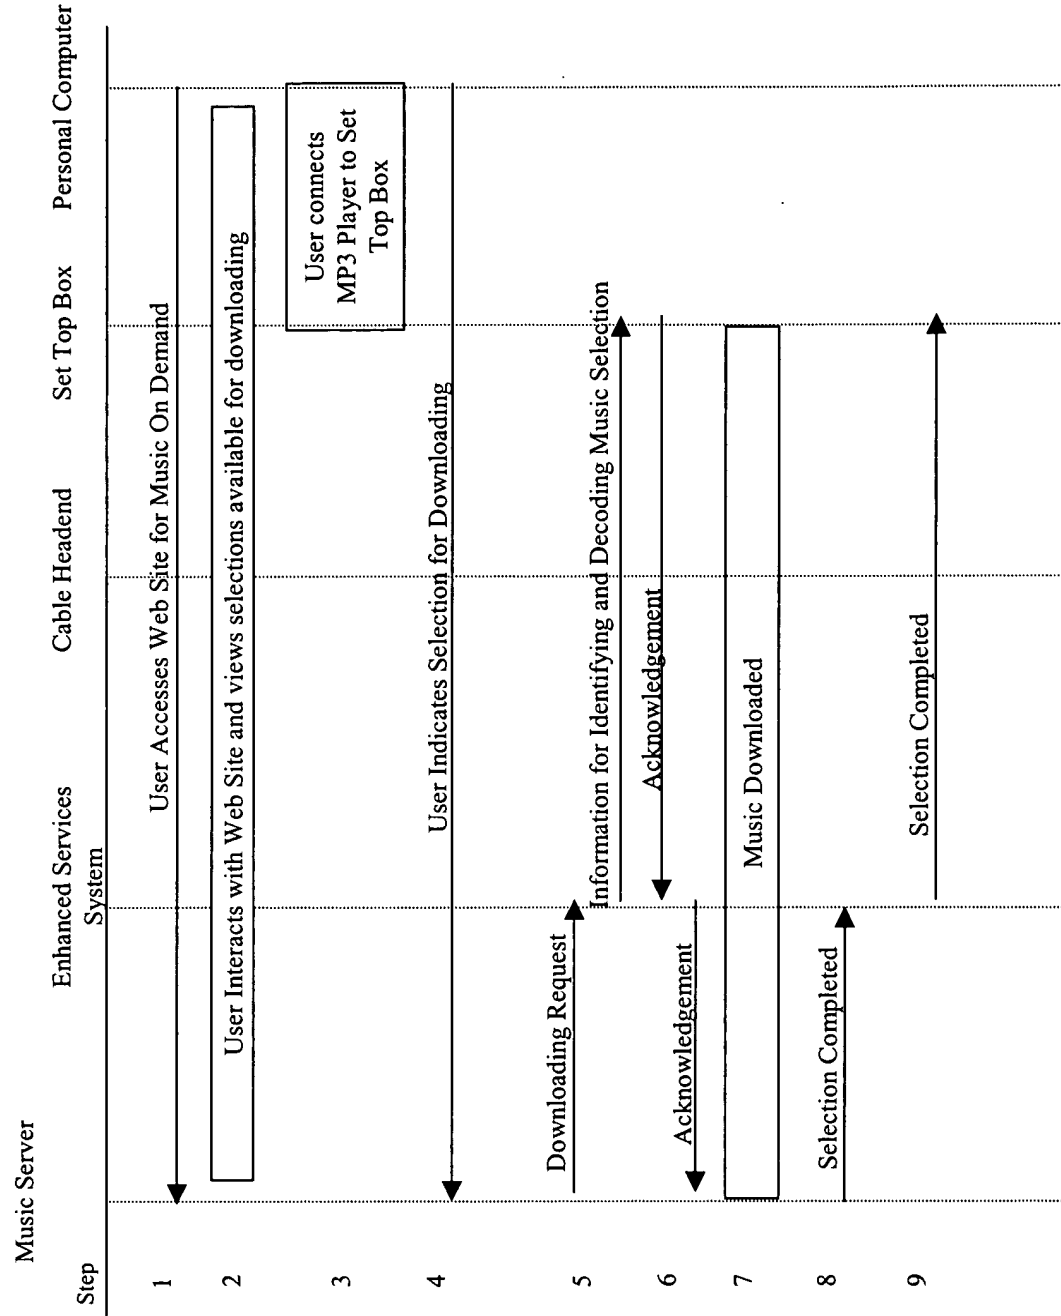 Music Server
Enhanced Services
System
Cable Headend
Set Top Box
Personal Computer
Step
1
User Accesses Web Site for Music On Demand
2
User Interacts with Web Site and views selections available for downloading
3
User connects
MP3 Player to Set
Top Box
4
User Indicates Selection for Downloading
5
Downloading Request
Information for Identifying and Decoding Music Selection
6
Acknowledgement
Acknowledgement
7
Music Downloaded
8
Selection Completed
9
Selection Completed